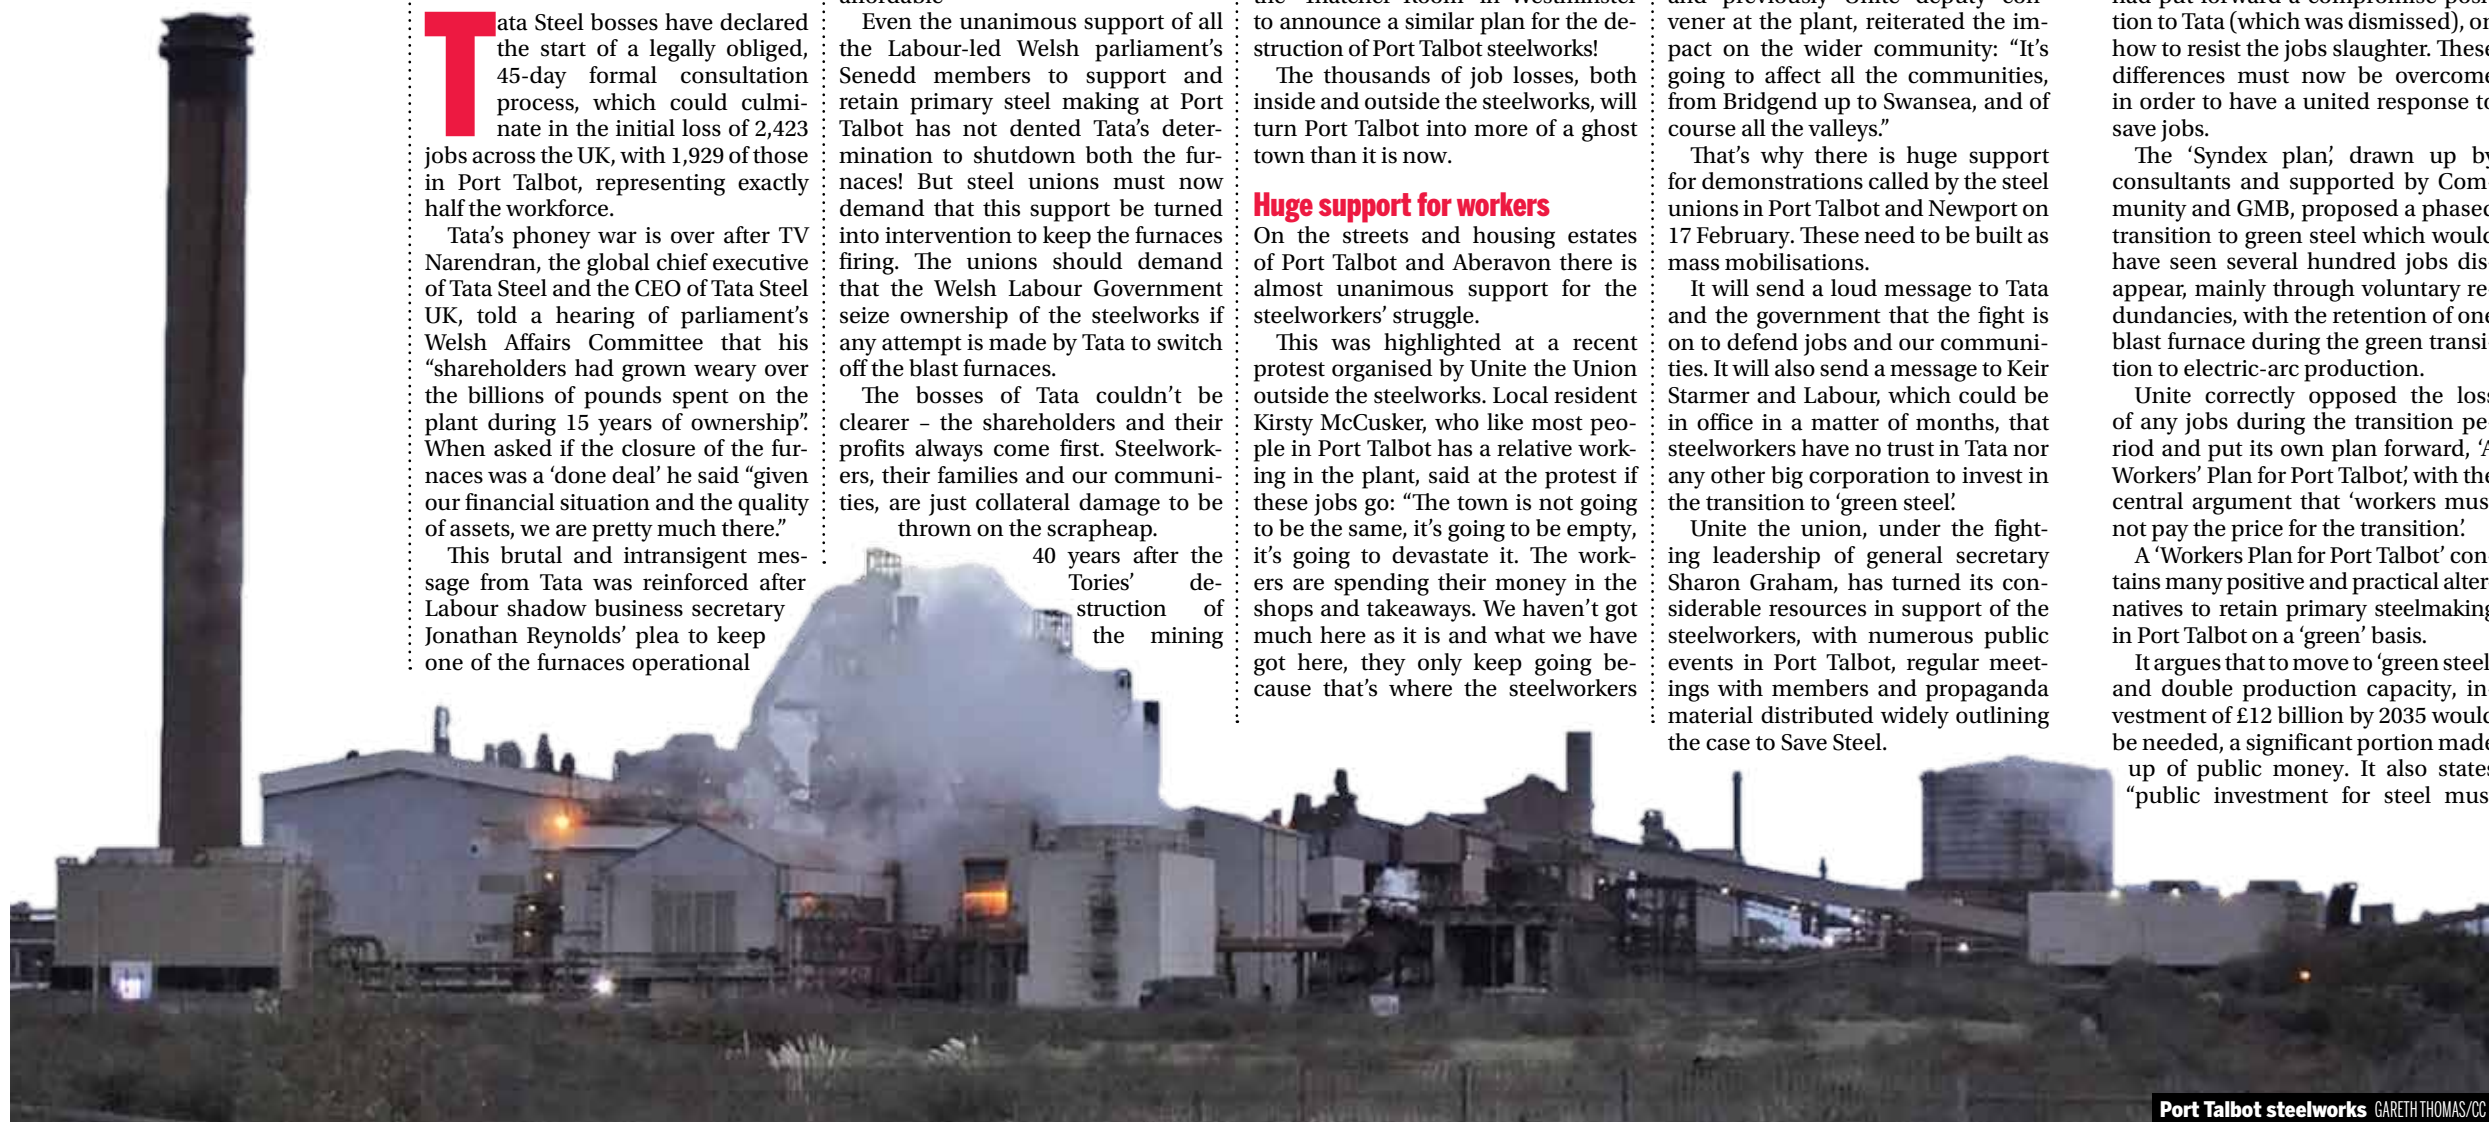 Tata Steel bosses have declared
the start of a legally obliged,
45-day formal consultation
process, which could culmi-
nate in the initial loss of 2,423
jobs across the UK, with 1,929 of those
in Port Talbot, representing exactly
half the workforce.
Tata's phoney war is over after TV
Narendran, the global chief executive
of Tata Steel and the CEO of Tata Steel
UK, told a hearing of parliament's
Welsh Affairs Committee that his
“shareholders had grown weary over
the billions of pounds spent on the
plant during 15 years of ownership”.
When asked if the closure of the fur-
naces was a ‘done deal’ he said “given
our financial situation and the quality
of assets, we are pretty much there.”
This brutal and intransigent mes-
sage from Tata was reinforced after
Labour shadow business secretary
Jonathan Reynolds’ plea to keep
one of the furnaces operational
Even the unanimous support of all
the Labour-led Welsh parliament’s
Senedd members to support and
retain primary steel making at Port
Talbot has not dented Tata’s deter-
mination to shutdown both the fur-
naces! But steel unions must now
demand that this support be turned
into intervention to keep the furnaces
firing. The unions should demand
that the Welsh Labour Government
seize ownership of the steelworks if
any attempt is made by Tata to switch
off the blast furnaces.
The bosses of Tata couldn’t be
clearer – the shareholders and their
profits always come first. Steelwork-
ers, their families and our communi-
ties, are just collateral damage to be
thrown on the scrapheap.
40 years after the
Tories’ de-
struction of
the mining
to announce a similar plan for the de-
struction of Port Talbot steelworks!
The thousands of job losses, both
inside and outside the steelworks, will
turn Port Talbot into more of a ghost
town than it is now.
Huge support for workers
On the streets and housing estates
of Port Talbot and Aberavon there is
almost unanimous support for the
steelworkers’ struggle.
This was highlighted at a recent
protest organised by Unite the Union
outside the steelworks. Local resident
Kirsty McCusker, who like most peo-
ple in Port Talbot has a relative work-
ing in the plant, said at the protest if
these jobs go: “The town is not going
to be the same, it’s going to be empty,
it’s going to devastate it. The work-
ers are spending their money in the
shops and takeaways. We haven’t got
much here as it is and what we have
got here, they only keep going be-
cause that’s where the steelworkers
vener at the plant, reiterated the im-
pact on the wider community: “It’s
going to affect all the communities,
from Bridgend up to Swansea, and of
course all the valleys.”
That’s why there is huge support
for demonstrations called by the steel
unions in Port Talbot and Newport on
17 February. These need to be built as
mass mobilisations.
It will send a loud message to Tata
and the government that the fight is
on to defend jobs and our communi-
ties. It will also send a message to Keir
Starmer and Labour, which could be
in office in a matter of months, that
steelworkers have no trust in Tata nor
any other big corporation to invest in
the transition to ‘green steel’.
Unite the union, under the fight-
ing leadership of general secretary
Sharon Graham, has turned its con-
siderable resources in support of the
steelworkers, with numerous public
events in Port Talbot, regular meet-
ings with members and propaganda
material distributed widely outlining
the case to Save Steel.
tion to Tata (which was dismissed), or
how to resist the jobs slaughter. These
differences must now be overcome
in order to have a united response to
save jobs.
The ‘Syndex plan’, drawn up by
consultants and supported by Com-
munity and GMB, proposed a phased
transition to green steel which would
have seen several hundred jobs dis-
appear, mainly through voluntary re-
dundancies, with the retention of one
blast furnace during the green transi-
tion to electric-arc production.
Unite correctly opposed the loss
of any jobs during the transition pe-
riod and put its own plan forward, ‘A
Workers’ Plan for Port Talbot’, with the
central argument that ‘workers must
not pay the price for the transition’.
A ‘Workers Plan for Port Talbot’ con-
tains many positive and practical alter-
natives to retain primary steelmaking
in Port Talbot on a ‘green’ basis.
It argues that to move to ‘green steel’
and double production capacity, in-
vestment of £12 billion by 2035 would
be needed, a significant portion made
up of public money. It also states
“public investment for steel must
Port Talbot steelworks GARETH THOMAS/CC